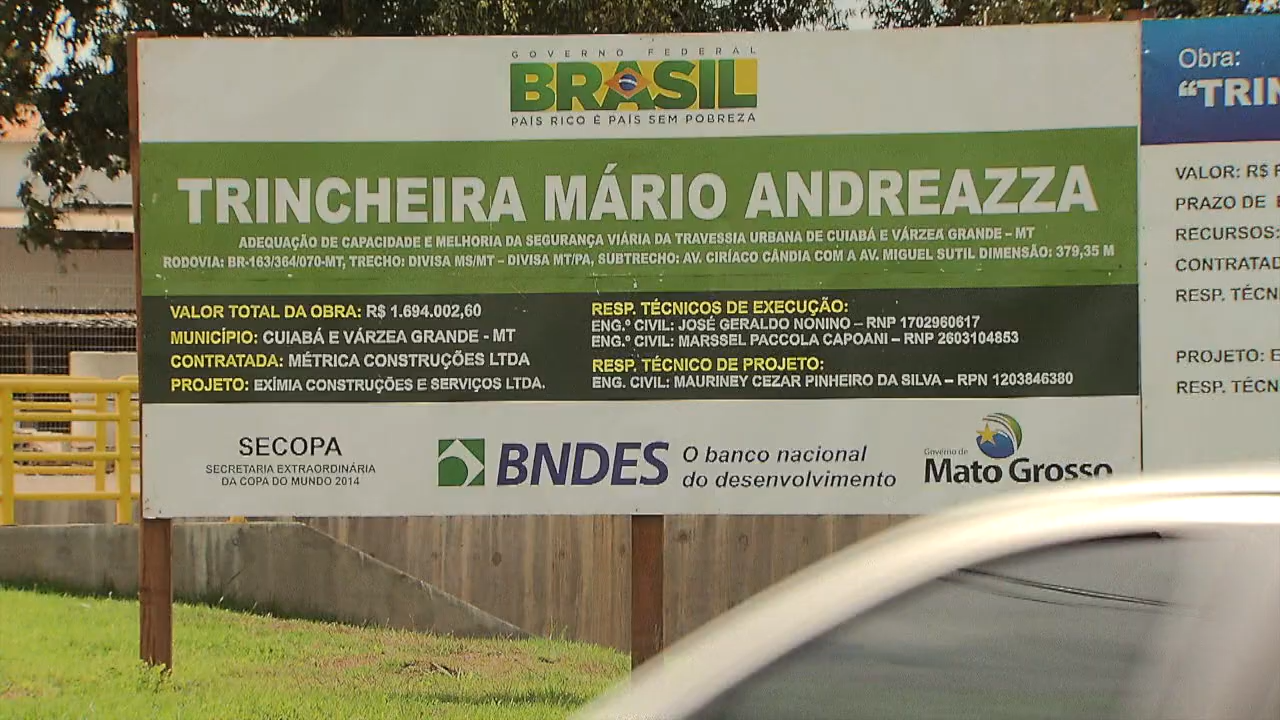 GOVERNO FEDERAL
BRASIL
PAÍS RICO É PAÍS SEM POBREZA
TRINCHEIRA MÁRIO ANDREAZZA
ADEQUAÇÃO DE CAPACIDADE E MELHORIA DA SEGURANÇA VIÁRIA DA TRAVESSIA URBANA DE CUIABÁ E VÁRZEA GRANDE – MT
RODOVIA: BR-163/364/070-MT, TRECHO: DIVISA MS/MT – DIVISA MT/PA, SUBTRECHO: AV. CIRÍACO CÂNDIA COM A AV. MIGUEL SUTIL DIMENSÃO: 379,35 M
VALOR TOTAL DA OBRA: R$ 1.694.002,60
MUNICÍPIO: CUIABÁ E VÁRZEA GRANDE - MT
CONTRATADA: MÉTRICA CONSTRUÇÕES LTDA
PROJETO: EXÍMIA CONSTRUÇÕES E SERVIÇOS LTDA.
RESP. TÉCNICOS DE EXECUÇÃO:
ENG.º CIVIL: JOSÉ GERALDO NONINO – RNP 1702960617
ENG.º CIVIL: MARSSEL PACCOLA CAPOANI – RNP 2603104853
RESP. TÉCNICO DE PROJETO:
ENG. CIVIL: MAURINEY CEZAR PINHEIRO DA SILVA – RPN 1203846380
SECOPA
SECRETARIA EXTRAORDINÁRIA
DA COPA DO MUNDO 2014
BNDES
O banco nacional
do desenvolvimento
Governo de
Mato Grosso
Obra:
“TRIN
VALOR: R$
PRAZO DE
RECURSOS:
CONTRATAD
RESP. TÉCN
PROJETO: E
RESP. TÉCN